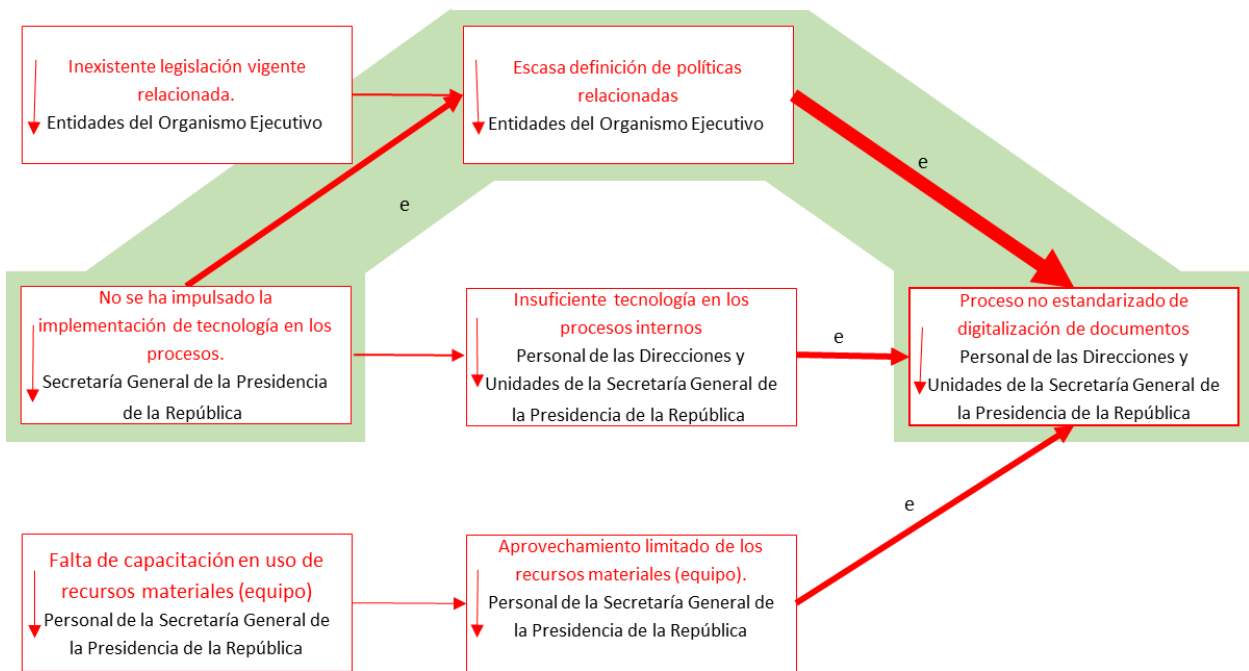 Inexistente legislación vigente
relacionada.
Entidades del Organismo Ejecutivo
Escasa definición de políticas
relacionadas
Entidades del Organismo Ejecutivo
e
e
No se ha impulsado la
implementación de tecnología en los
procesos.
Secretaría General de la Presidencia
de la República
Insuficiente tecnología en los
procesos internos
Personal de las Direcciones y
Unidades de la Secretaría General de
la Presidencia de la República
e
Proceso no estandarizado de
digitalización de documentos
Personal de las Direcciones y
Unidades de la Secretaría General de
la Presidencia de la República
Falta de capacitación en uso de
recursos materiales (equipo)
Personal de la Secretaría General de
la Presidencia de la República
Aprovechamiento limitado de los
recursos materiales (equipo).
Personal de la Secretaría General de
la Presidencia de la República
e